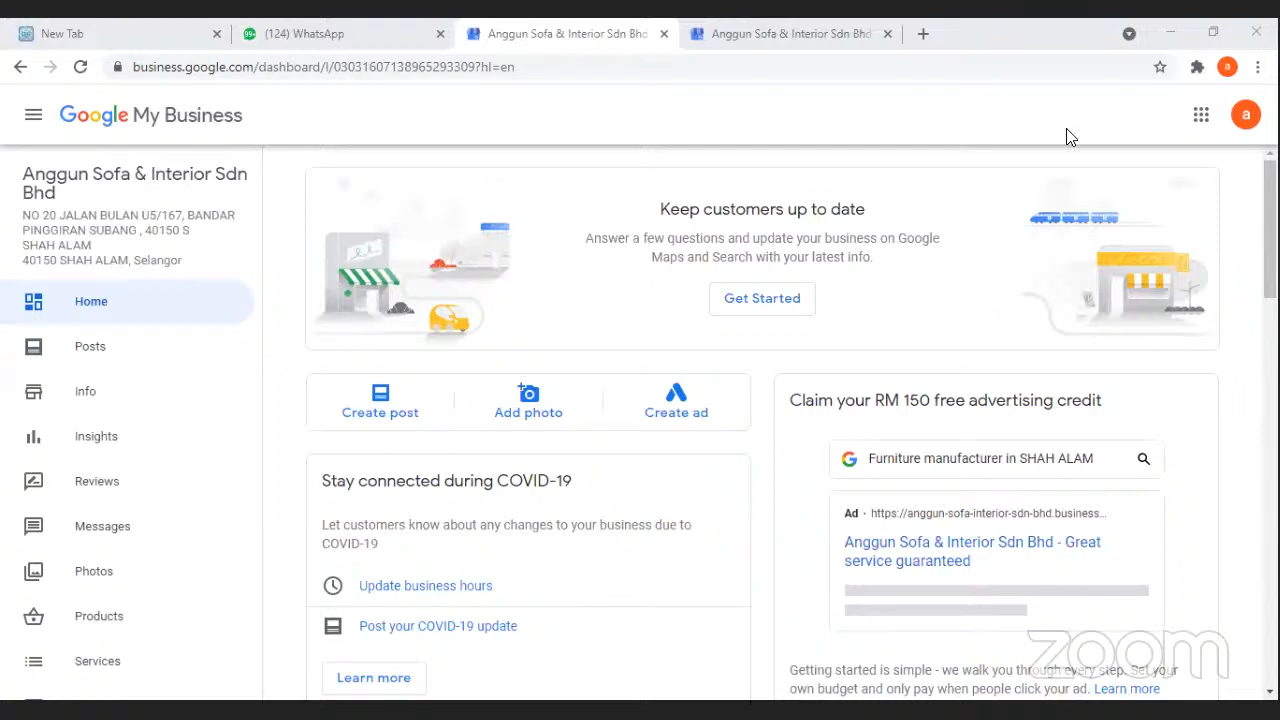 New Tab
(124) WhatsApp
Anggun Sofa & Interior Sdn Bhd
Anggun Sofa & Interior Sdn Bhd
business.google.com/dashboard/l/03031607138965293309?hl=en
a
Google My Business
a
Anggun Sofa & Interior Sdn
Bhd
NO 20 JALAN BULAN U5/167, BANDAR
PINGGIRAN SUBANG , 40150 S
SHAH ALAM
40150 SHAH ALAM, Selangor
Home
Posts
Info
Insights
Reviews
Messages
Photos
Products
Services
Keep customers up to date
Answer a few questions and update your business on Google
Maps and Search with your latest info.
Get Started
Create post
Add photo
Create ad
Stay connected during COVID-19
Let customers know about any changes to your business due to
COVID-19
Update business hours
Post your COVID-19 update
Learn more
Claim your RM 150 free advertising credit
Furniture manufacturer in SHAH ALAM
Ad · https://anggun-sofa-interior-sdn-bhd.business...
Anggun Sofa & Interior Sdn Bhd - Great
service guaranteed
Getting started is simple - we walk you through every step. Set your
own budget and only pay when people click your ad. Learn more
zoom